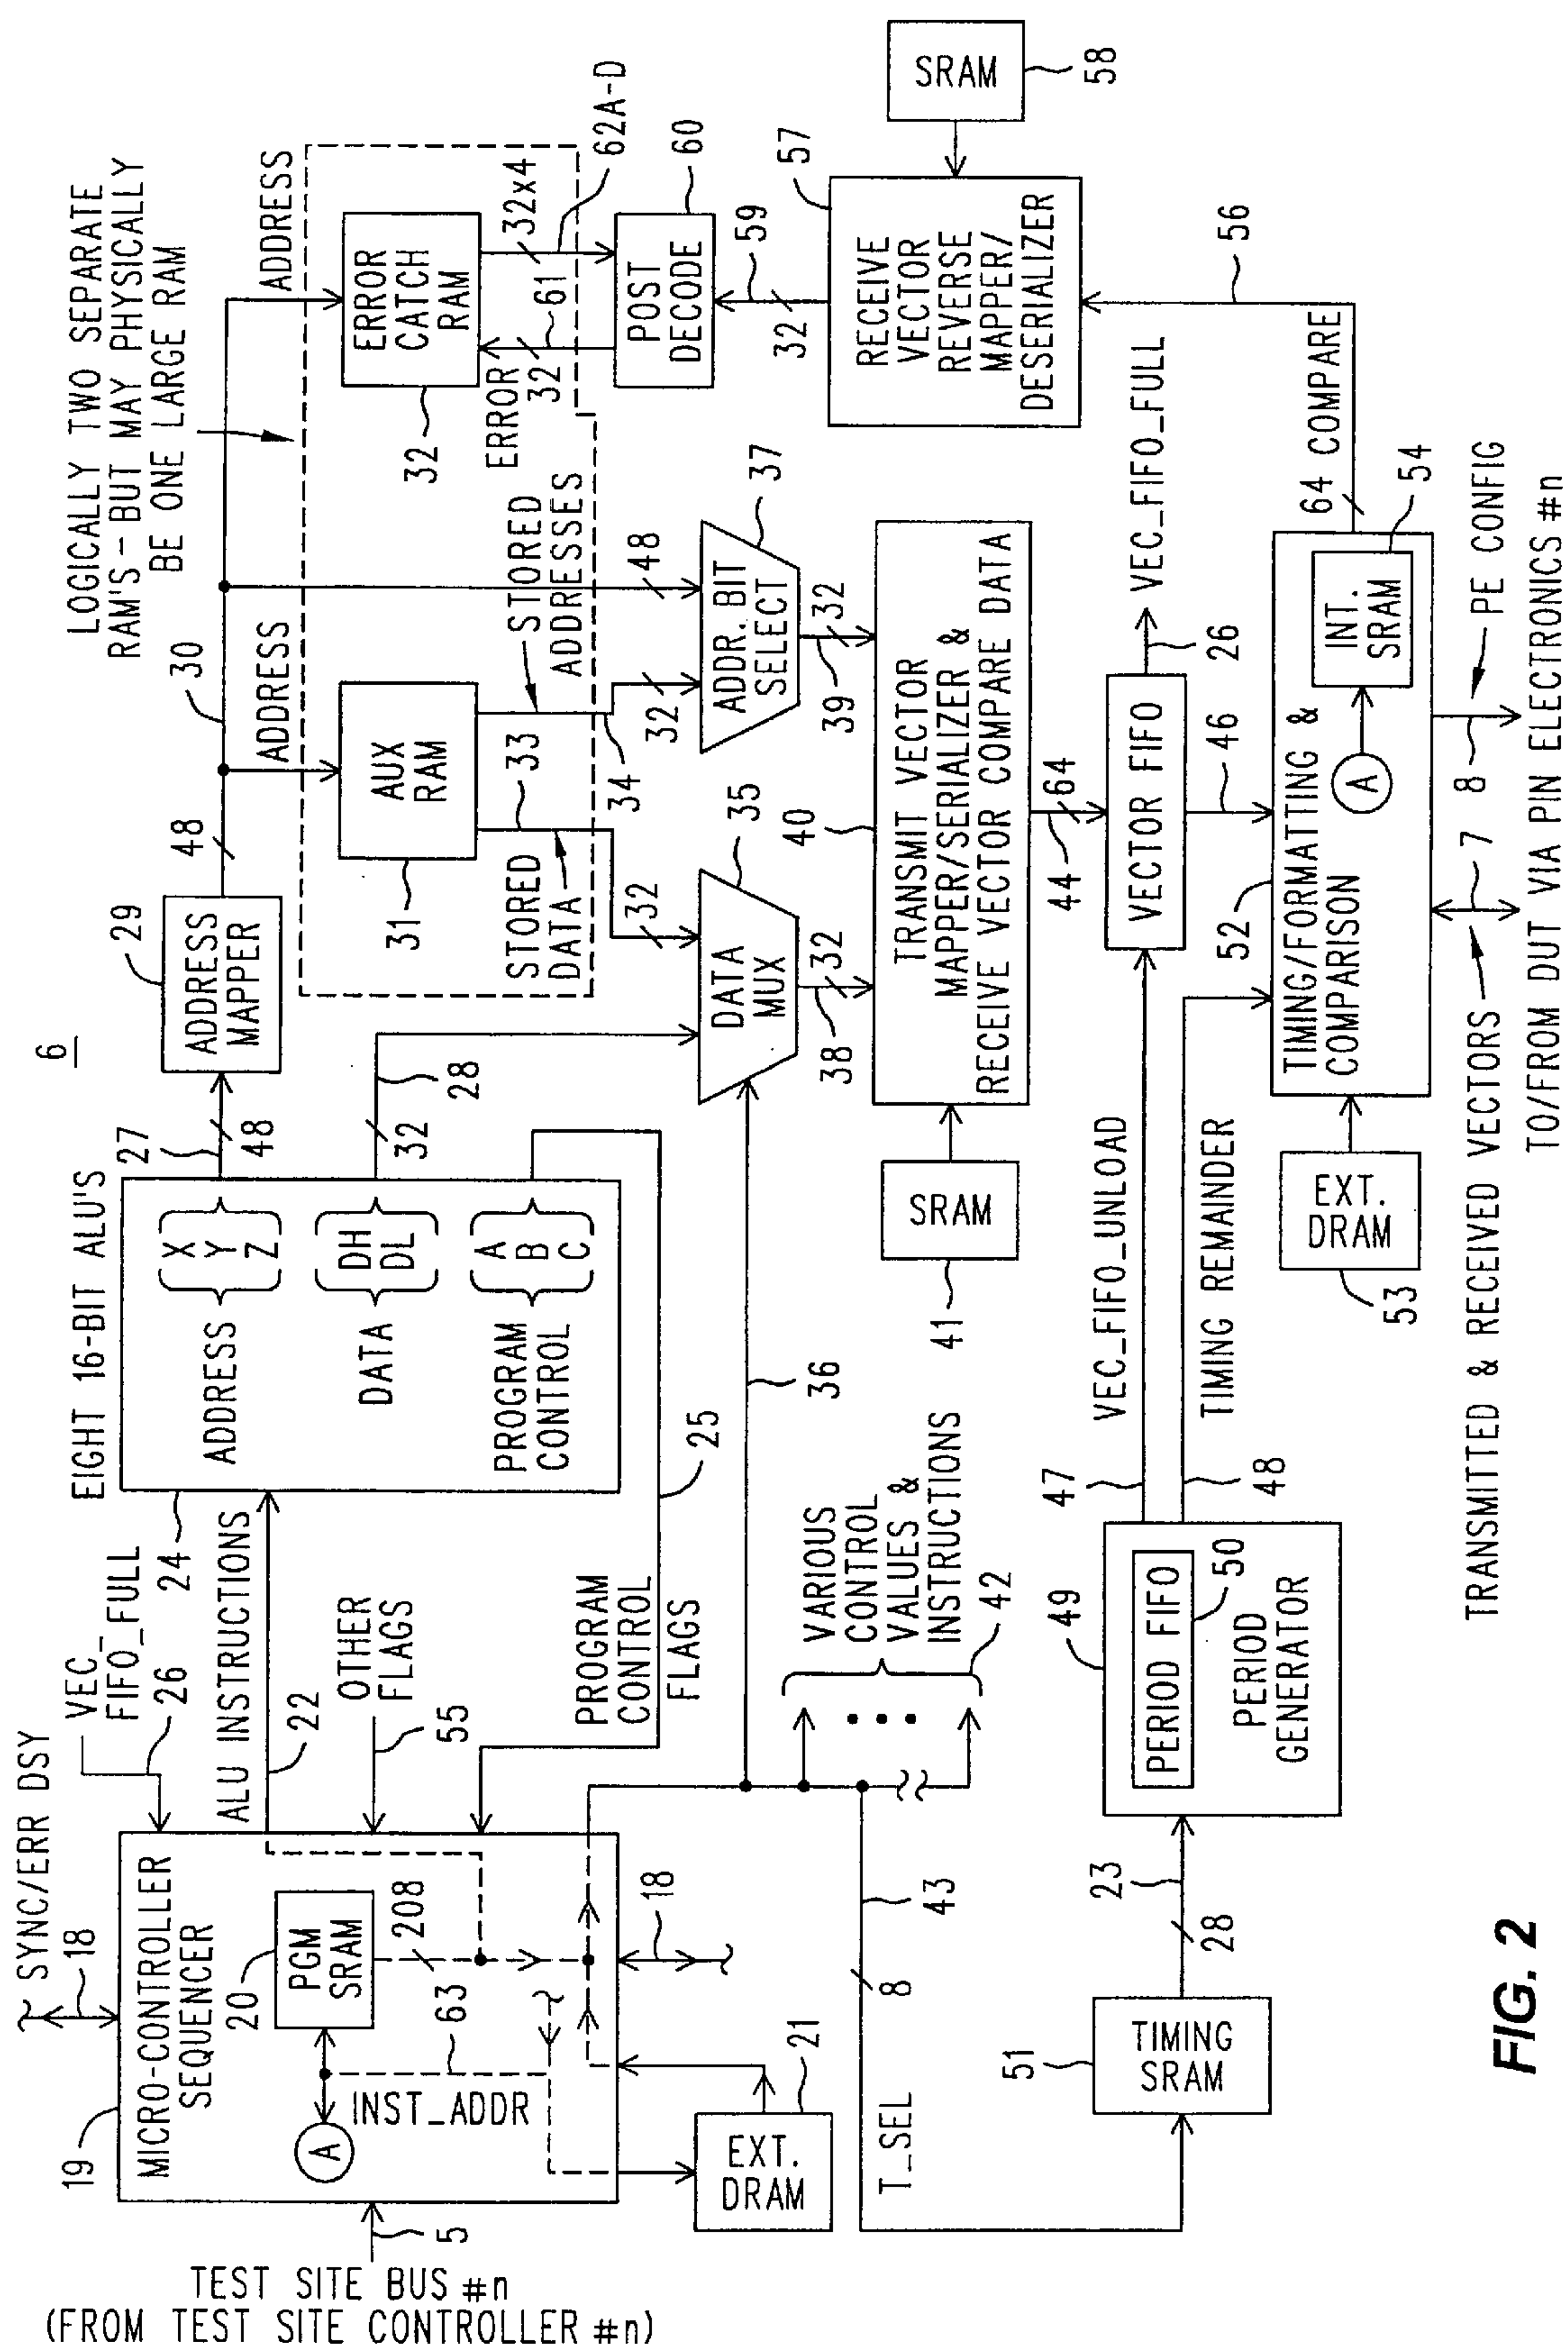 6
SYNC/ERR DSY
18
VEC_
FIFO_FULL
26
19
MICRO-CONTROLLER
SEQUENCER
20
PGM
SRAM
208
63
A
INST_ADDR
ALU INSTRUCTIONS
22
OTHER
FLAGS
55
PROGRAM
CONTROL
FLAGS
25
TEST SITE BUS #n
(FROM TEST SITE CONTROLLER #n)
5
EXT.
DRAM
21
18
EIGHT 16-BIT ALU'S
24
ADDRESS
X
Y
Z
DATA
DH
DL
PROGRAM
CONTROL
A
B
C
27
48
32
28
29
ADDRESS
MAPPER
48
30
LOGICALLY TWO SEPARATE
RAM'S-BUT MAY PHYSICALLY
BE ONE LARGE RAM
ADDRESS
ADDRESS
AUX
RAM
31
33
STORED
DATA
STORED
ADDRESSES
34
32
32
48
ERROR
CATCH
RAM
32
ERROR
32
61
32x4
62A-D
POST
DECODE
60
59
32
DATA
MUX
35
36
38
32
ADDR. BIT
SELECT
37
39
32
VARIOUS
CONTROL
VALUES &
INSTRUCTIONS
42
43
8
T_SEL
SRAM
41
TRANSMIT VECTOR
MAPPER/SERIALIZER &
RECEIVE VECTOR COMPARE DATA
40
44
64
RECEIVE
VECTOR
REVERSE
MAPPER/
DESERIALIZER
57
SRAM
58
56
VECTOR FIFO
26
VEC_FIFO_FULL
46
VEC_FIFO_UNLOAD
47
TIMING REMAINDER
48
TIMING
SRAM
51
23
28
49
PERIOD FIFO
50
PERIOD
GENERATOR
52
TIMING/FORMATTING &
COMPARISON
A
INT.
SRAM
54
64 COMPARE
EXT.
DRAM
53
7
8
PE CONFIG
TRANSMITTED & RECEIVED VECTORS
TO/FROM DUT VIA PIN ELECTRONICS #n
FIG. 2